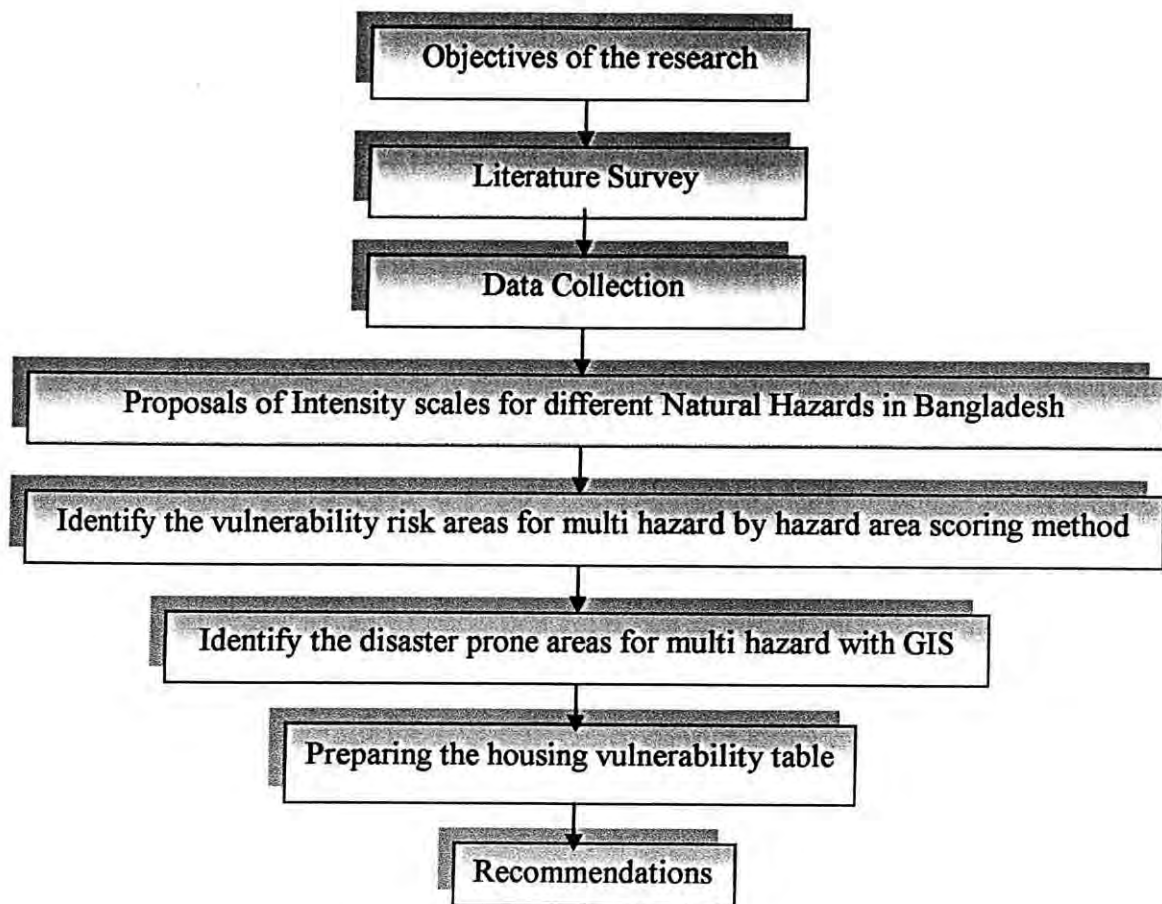 Objectives of the research
Literature Survey
Data Collection
Proposals of Intensity scales for different Natural Hazards in Bangladesh
Identify the vulnerability risk areas for multi hazard by hazard area scoring method
Identify the disaster prone areas for multi hazard with GIS
Preparing the housing vulnerability table
Recommendations